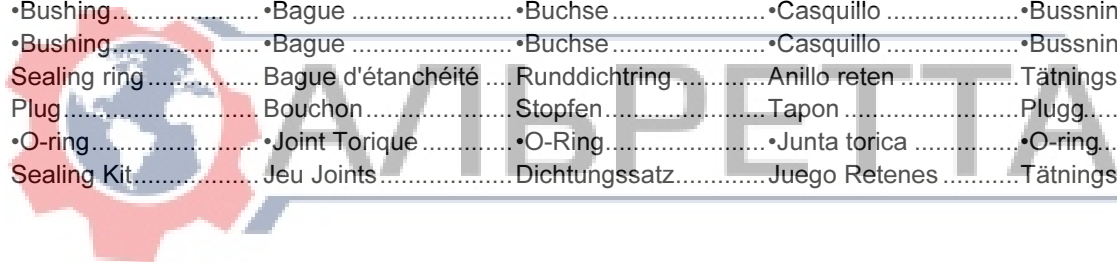 •Bushing........................ •Bague ............................ •Buchse.......................... •Casquillo ...................... •Bussnin
•Bushing........................ •Bague ............................ •Buchse.......................... •Casquillo ...................... •Bussnin
Sealing ring.................. Bague d'étanchéité ..... Runddichtring................ Anillo reten .................... Tätnings
Plug............................... Bouchon ........................ Stopfen.......................... Tapon ............................ Plugg...
•O-ring........................... •Joint Torique ................. •O-Ring.......................... •Junta torica .................. •O-ring...
Sealing Kit.................... Jeu Joints...................... Dichtungssatz............... Juego Retenes ............. Tätnings